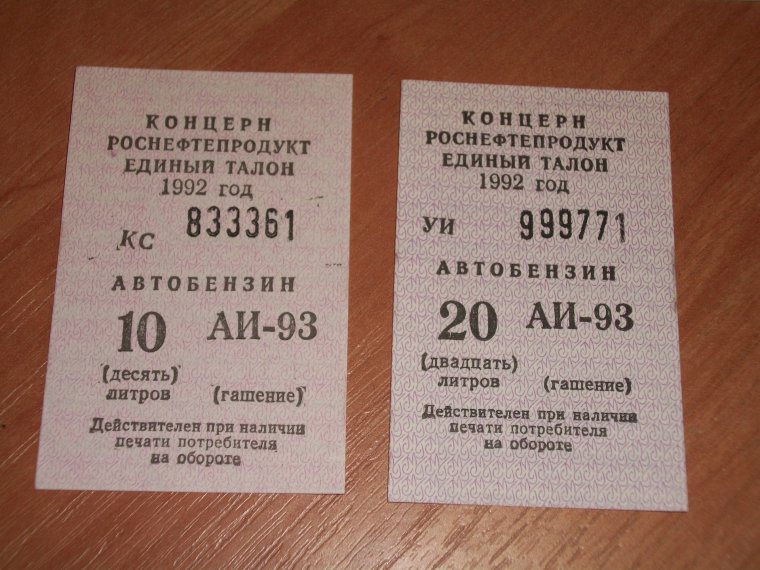 КОНЦЕРН
РОСНЕФТЕПРОДУКТ
ЕДИНЫЙ ТАЛОН
1992 год
КС 833361
АВТОБЕНЗИН
10 АИ-93
(десять)
литров (гашение)
Действителен при наличии
печати потребителя
на обороте
КОНЦЕРН
РОСНЕФТЕПРОДУКТ
ЕДИНЫЙ ТАЛОН
1992 год
УИ 999771
АВТОБЕНЗИН
20 АИ-93
(двадцать)
литров (гашение)
Действителен при наличии
печати потребителя
на обороте